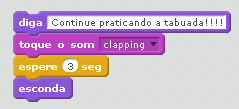 diga Continue praticando a tabuada!!!!
toque o som clapping
espere 3 seg
esconda